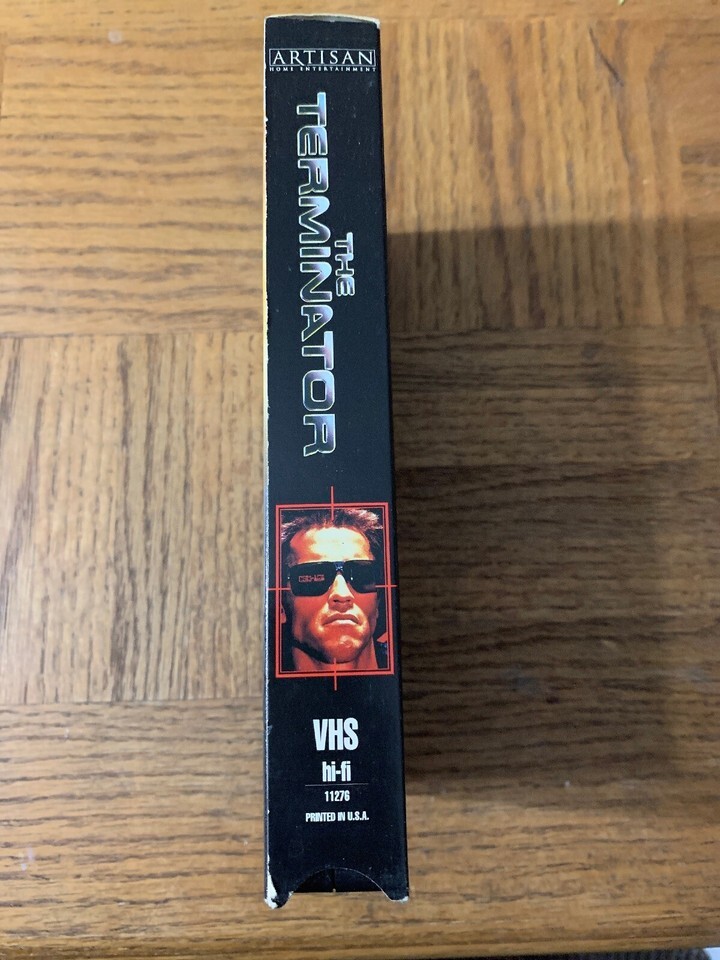 ARTISAN
HOME ENTERTAINMENT
THE
TERMINATOR
VHS
hi-fi
11276
PRINTED IN U.S.A.